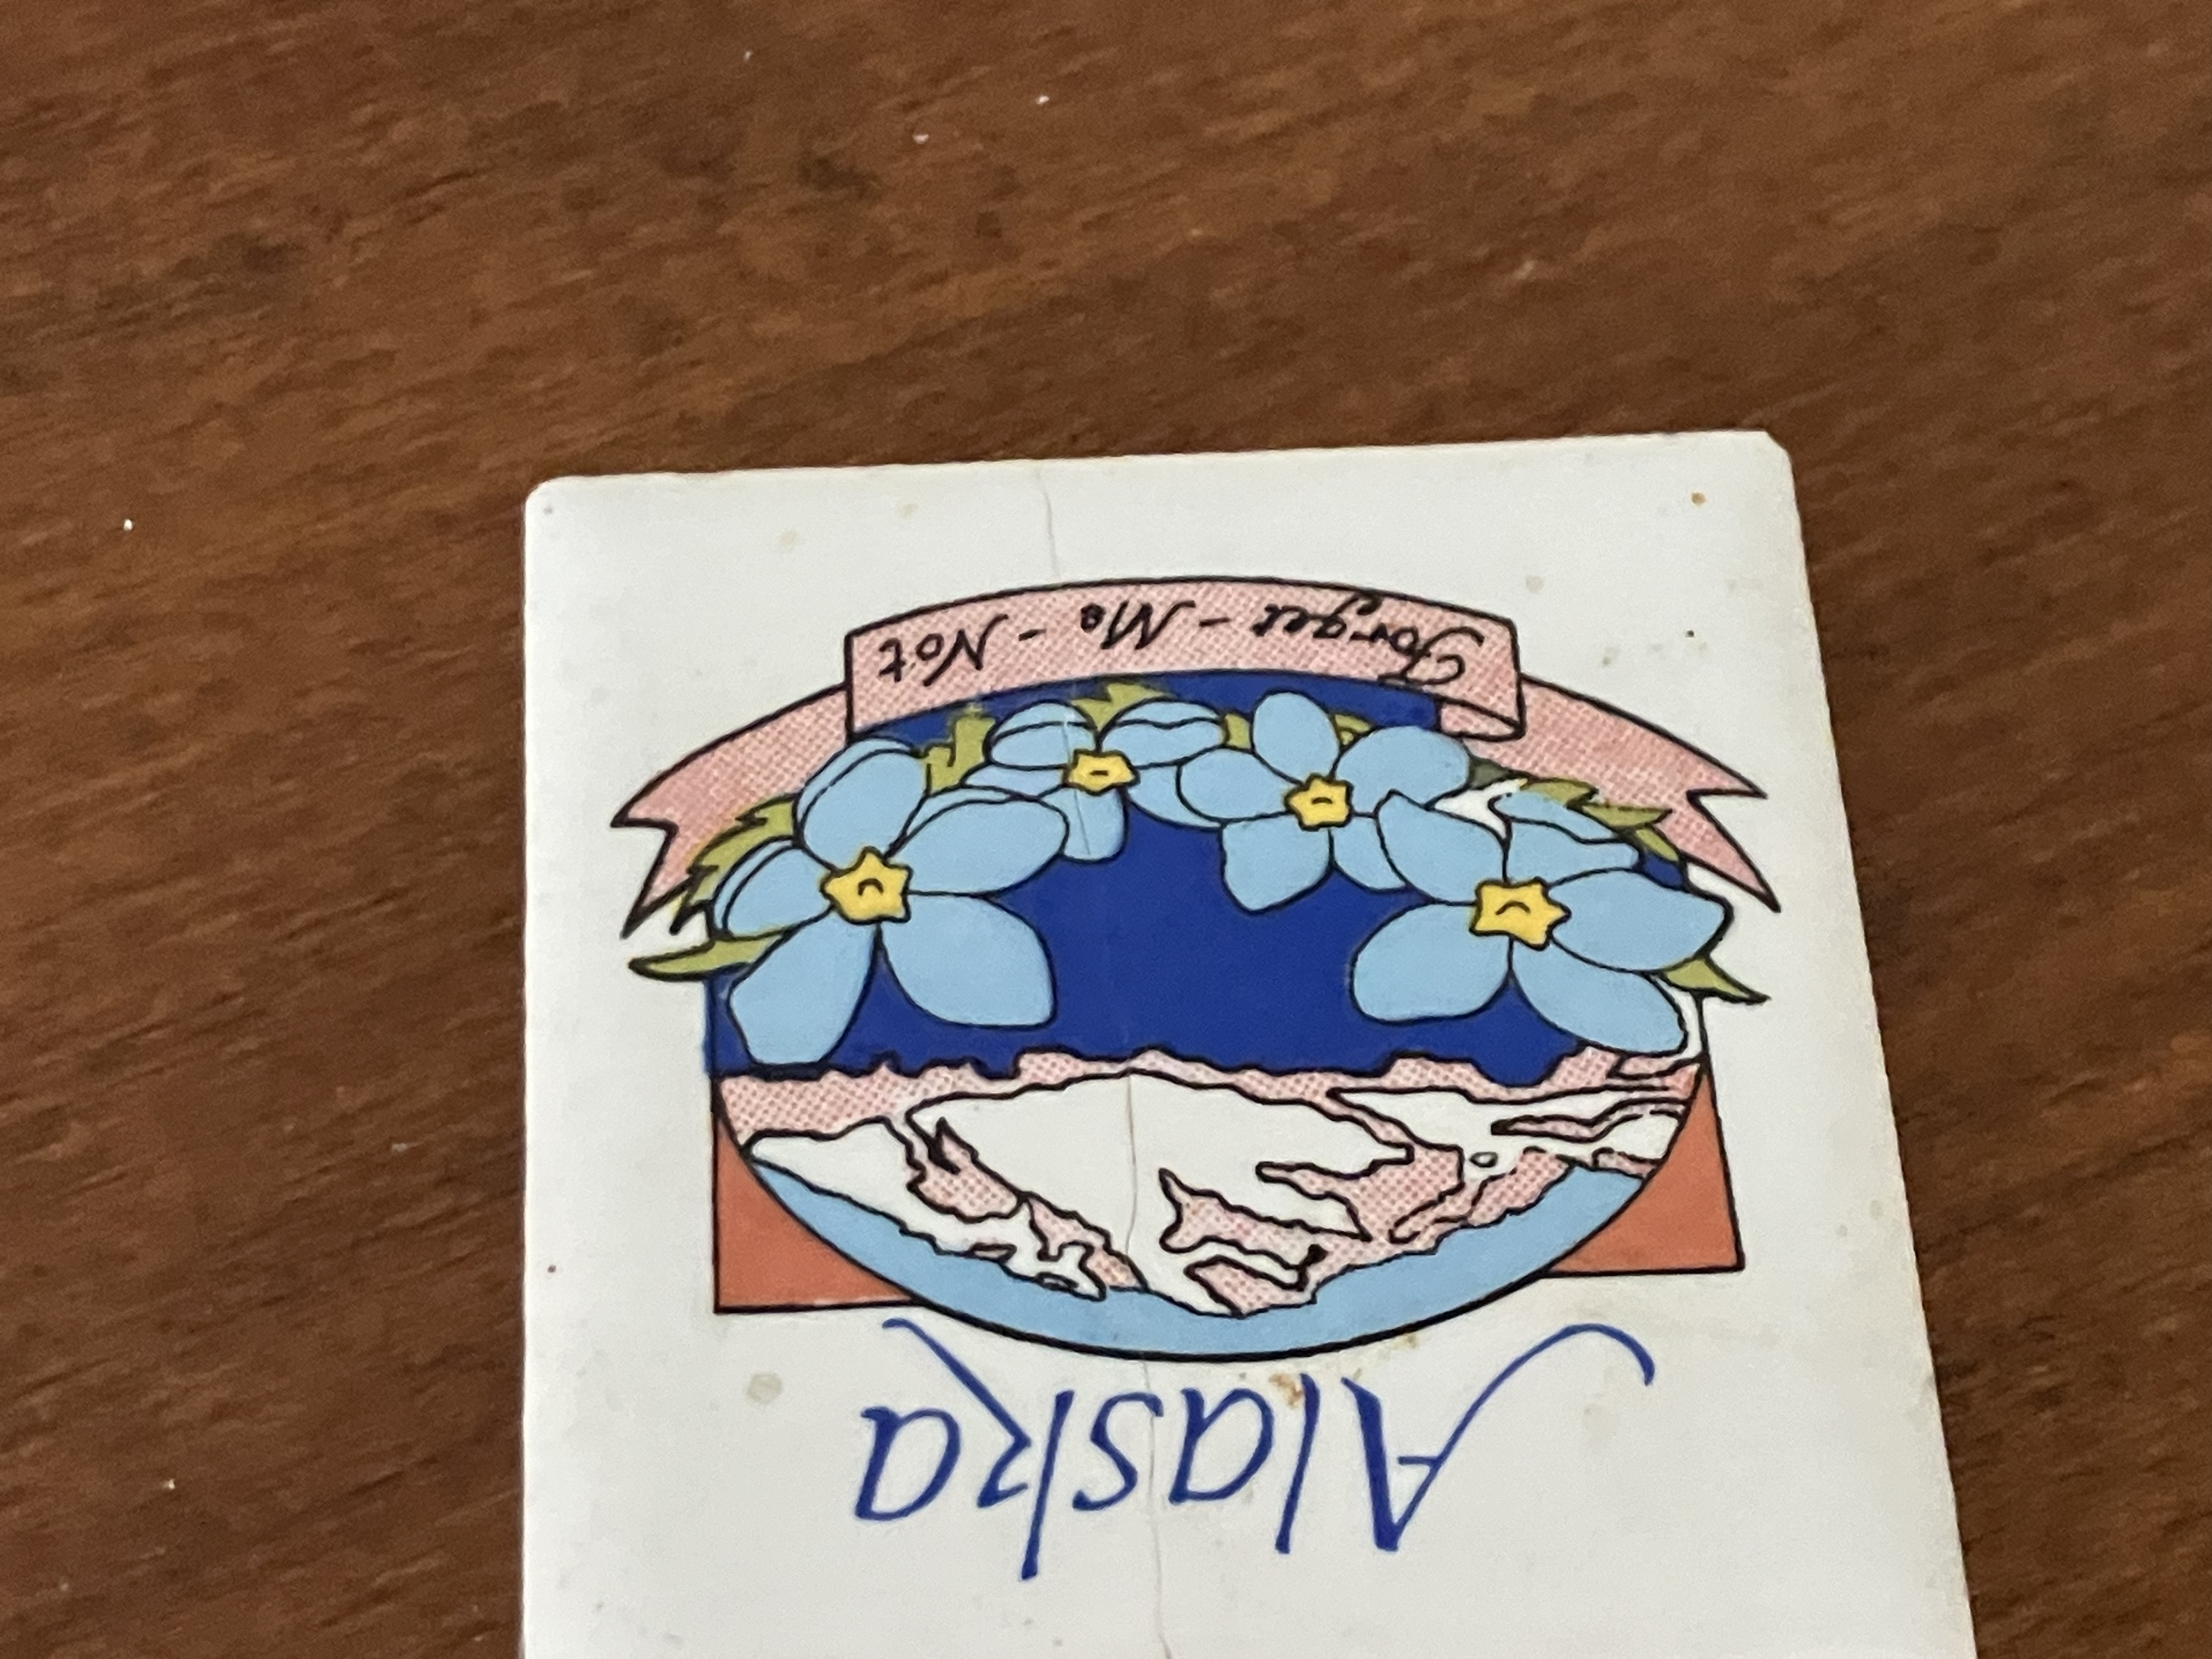 Alaska
Forget - Me - Not